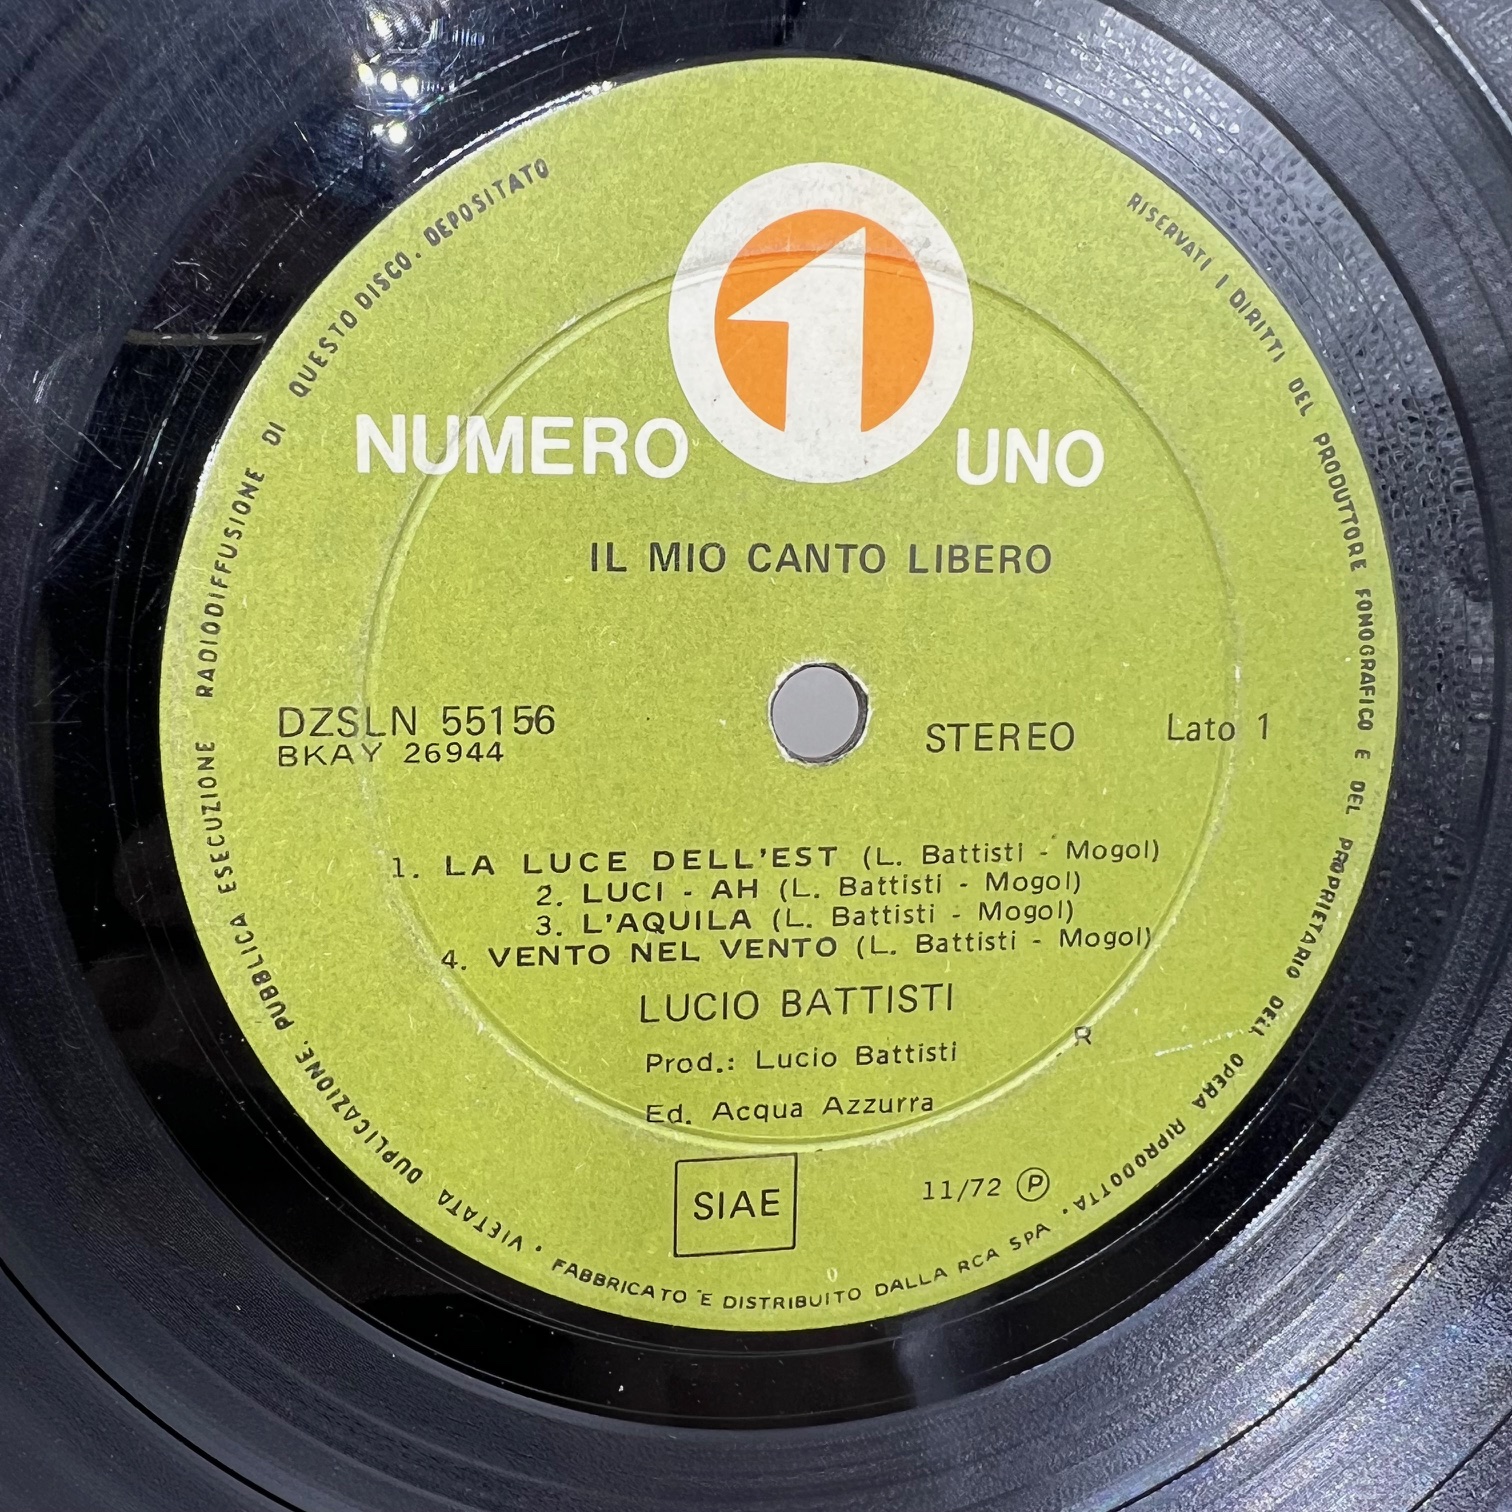 NUMERO 1 UNO
IL MIO CANTO LIBERO
DZSLN 55156
BKAY 26944
STEREO
Lato 1
1. LA LUCE DELL'EST (L. Battisti - Mogol)
2. LUCI - AH (L. Battisti - Mogol)
3. L'AQUILA (L. Battisti - Mogol)
4. VENTO NEL VENTO (L. Battisti - Mogol)
LUCIO BATTISTI
R
Prod.: Lucio Battisti
Ed. Acqua Azzurra
SIAE
11/72 Ⓟ
RISERVATI I DIRITTI DEL PRODUTTORE FONOGRAFICO E DEL PROPRIETARIO DELL OPERA RIPRODOTTA.
FABBRICATO E DISTRIBUITO DALLA RCA SPA
• VIETATA DUPLICAZIONE, PUBBLICA ESECUZIONE RADIODIFFUSIONE DI QUESTO DISCO. DEPOSITATO